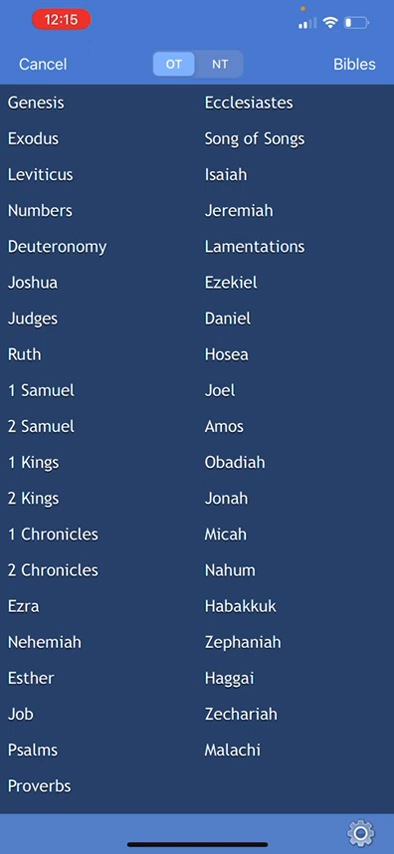 12:15
Cancel
OT
NT
Bibles
Genesis
Exodus
Leviticus
Numbers
Deuteronomy
Joshua
Judges
Ruth
1 Samuel
2 Samuel
1 Kings
2 Kings
1 Chronicles
2 Chronicles
Ezra
Nehemiah
Esther
Job
Psalms
Proverbs
Ecclesiastes
Song of Songs
Isaiah
Jeremiah
Lamentations
Ezekiel
Daniel
Hosea
Joel
Amos
Obadiah
Jonah
Micah
Nahum
Habakkuk
Zephaniah
Haggai
Zechariah
Malachi